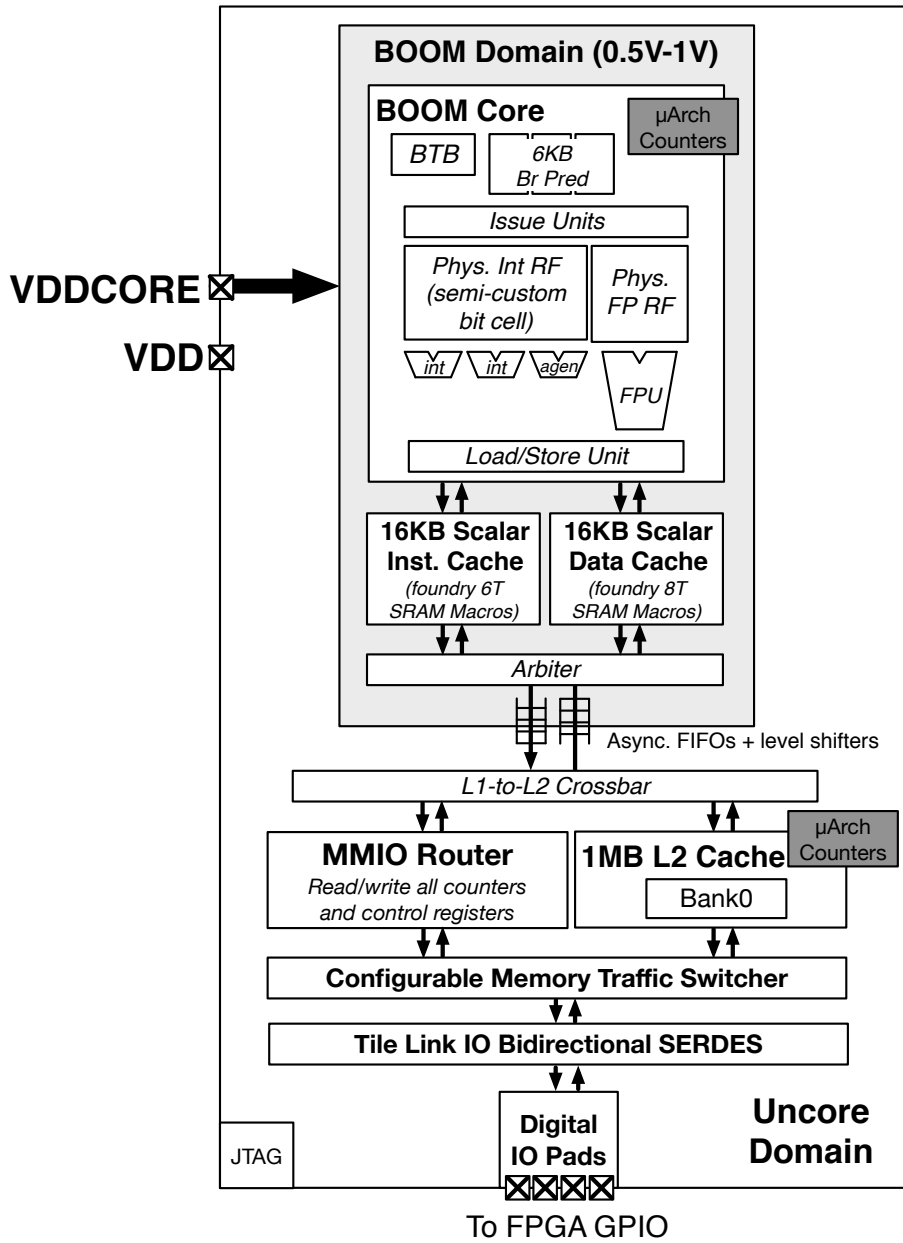 BOOM Domain (0.5V-1V)
BOOM Core
µArch
Counters
BTB
6KB
Br Pred
Issue Units
Phys. Int RF
(semi-custom
bit cell)
Phys.
FP RF
int
int
agen
FPU
Load/Store Unit
VDDCORE
VDD
16KB Scalar
Inst. Cache
(foundry 6T
SRAM Macros)
16KB Scalar
Data Cache
(foundry 8T
SRAM Macros)
Arbiter
Async. FIFOs + level shifters
L1-to-L2 Crossbar
MMIO Router
Read/write all counters
and control registers
µArch
Counters
1MB L2 Cache
Bank0
Configurable Memory Traffic Switcher
Tile Link IO Bidirectional SERDES
Digital
IO Pads
Uncore
Domain
JTAG
To FPGA GPIO